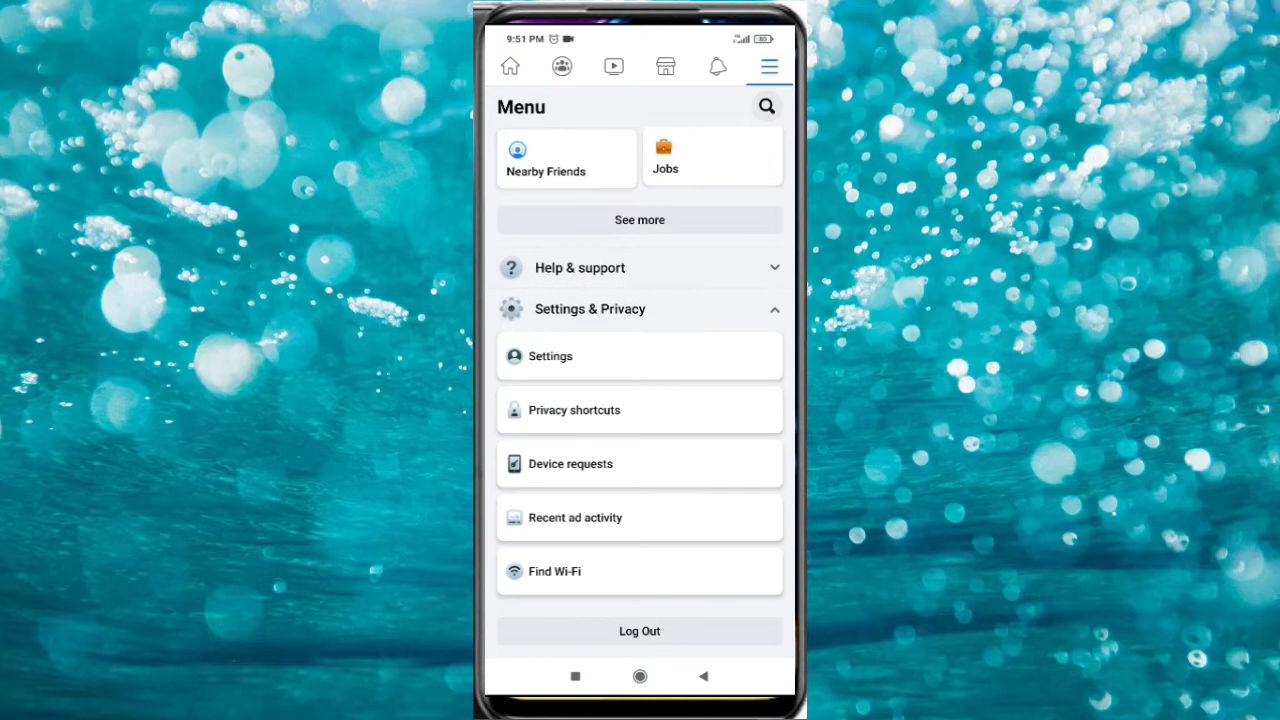 9:51 PM
Menu
Nearby Friends
Jobs
See more
Help & support
Settings & Privacy
Settings
Privacy shortcuts
Device requests
Recent ad activity
Find Wi-Fi
Log Out